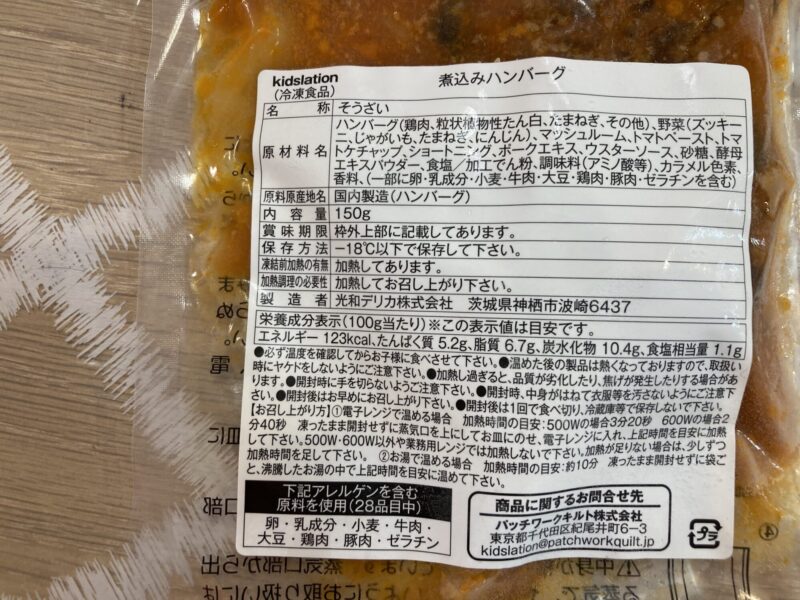 kidslation
(冷凍食品)
煮込みハンバーグ
名 称 そうざい
原材料名
ハンバーグ(鶏肉、粒状植物性たん白、たまねぎ、その他)、野菜(ズッキー
ニ、じゃがいも、たまねぎ、にんじん)、マッシュルーム、トマトペースト、トマ
トケチャップ、ショートニング、ポークエキス、ウスターソース、砂糖、酵母
エキスパウダー、食塩/加工でん粉、調味料(アミノ酸等)、カラメル色素、
香料、(一部に卵・乳成分・小麦・牛肉・大豆・鶏肉・豚肉・ゼラチンを含む)
原料原産地名 国内製造(ハンバーグ)
内容量 150g
賞味期限 枠外上部に記載してあります。
保存方法 −18℃以下で保存して下さい。
凍結前加熱の有無 加熱してあります。
加熱調理の必要性 加熱してお召し上がり下さい。
製造者 光和デリカ株式会社 茨城県神栖市波崎6437
栄養成分表示(100g当たり)※この表示値は目安です。
エネルギー 123kcal、たんぱく質 5.2g、脂質 6.7g、炭水化物 10.4g、食塩相当量 1.1g
●必ず温度を確認してからお子様に食べさせて下さい。●温めた後の製品は熱くなっておりますので、取扱い
時にヤケドをしないようにご注意下さい。●加熱し過ぎると、品質が劣化したり、焦げが発生したりする場合があ
ります。●開封時に手を切らないようご注意下さい。●開封時、中身がはねて衣服等を汚さないようにご注意下
さい。●開封後はお早めにお召し上がり下さい。●開封後は1回で食べ切り、冷蔵庫等で保存しないで下さい。
【お召し上がり方】①電子レンジで温める場合 加熱時間の目安:500Wの場合3分20秒 600Wの場合2
分40秒 凍ったまま開封せずに蒸気口を上にしてお皿にのせ、電子レンジに入れ、上記時間を目安に加熱
して下さい。500W・600W以外や業務用レンジでは加熱しないで下さい。加熱が足りない場合は、少しずつ
加熱時間を足して下さい。 ②お湯で温める場合 加熱時間の目安:約10分 凍ったまま開封せずに袋ご
と、沸騰したお湯の中で上記時間を目安に温めて下さい。
下記アレルゲンを含む
原料を使用(28品目中)
卵・乳成分・小麦・牛肉・
大豆・鶏肉・豚肉・ゼラチン
商品に関するお問合せ先
パッチワークキルト株式会社
東京都千代田区紀尾井町6−3
kidslation@patchworkquilt.jp
プラ